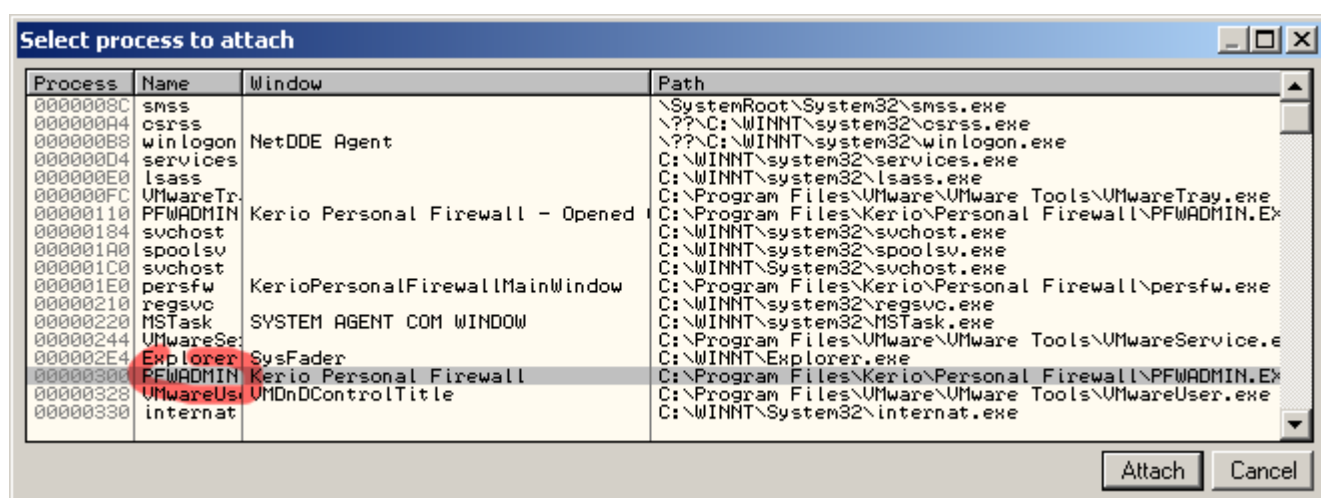 Select process to attach
Process Name Window Path
0000008C smss \SystemRoot\System32\smss.exe
000000A4 csrss \??\C:\WINNT\system32\csrss.exe
000000B8 winlogon NetDDE Agent \??\C:\WINNT\system32\winlogon.exe
000000D4 services C:\WINNT\system32\services.exe
000000E0 lsass C:\WINNT\system32\lsass.exe
000000FC VMwareTr C:\Program Files\VMware\VMware Tools\VMwareTray.exe
00000110 PFWADMIN Kerio Personal Firewall - Opened C:\Program Files\Kerio\Personal Firewall\PFWADMIN.EX
00000184 svchost C:\WINNT\system32\svchost.exe
000001A0 spoolsv C:\WINNT\system32\spoolsv.exe
000001C0 svchost C:\WINNT\System32\svchost.exe
000001E0 persfw KerioPersonalFirewallMainWindow C:\Program Files\Kerio\Personal Firewall\persfw.exe
00000210 regsvc C:\WINNT\system32\regsvc.exe
00000220 MSTask SYSTEM AGENT COM WINDOW C:\WINNT\system32\MSTask.exe
00000244 VMwareSe C:\Program Files\VMware\VMware Tools\VMwareService.e
000002E4 Explorer SysFader C:\WINNT\Explorer.exe
00000300 PFWADMIN Kerio Personal Firewall C:\Program Files\Kerio\Personal Firewall\PFWADMIN.EX
00000328 VMwareUs VMDnDControlTitle C:\Program Files\VMware\VMware Tools\VMwareUser.exe
00000330 internat C:\WINNT\System32\internat.exe
Attach Cancel